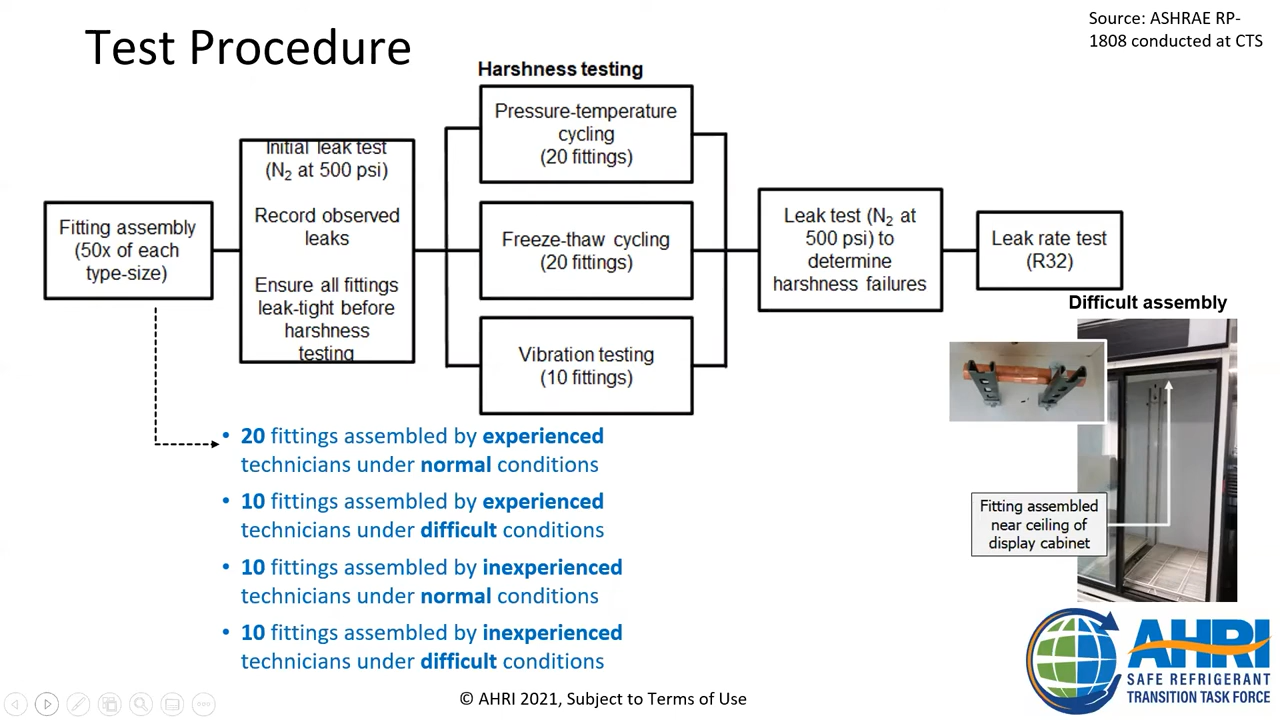 Test Procedure
Source: ASHRAE RP-
1808 conducted at CTS
Harshness testing
Fitting assembly
(50x of each
type-size)
Initial leak test
(N₂ at 500 psi)
Record observed
leaks
Ensure all fittings
leak-tight before
harshness
testing
Pressure-temperature
cycling
(20 fittings)
Freeze-thaw cycling
(20 fittings)
Vibration testing
(10 fittings)
Leak test (N₂ at
500 psi) to
determine
harshness failures
Leak rate test
(R32)
Difficult assembly
Fitting assembled
near ceiling of
display cabinet
• 20 fittings assembled by experienced
technicians under normal conditions
• 10 fittings assembled by experienced
technicians under difficult conditions
• 10 fittings assembled by inexperienced
technicians under normal conditions
• 10 fittings assembled by inexperienced
technicians under difficult conditions
AHRI
SAFE REFRIGERANT
TRANSITION TASK FORCE
© AHRI 2021, Subject to Terms of Use